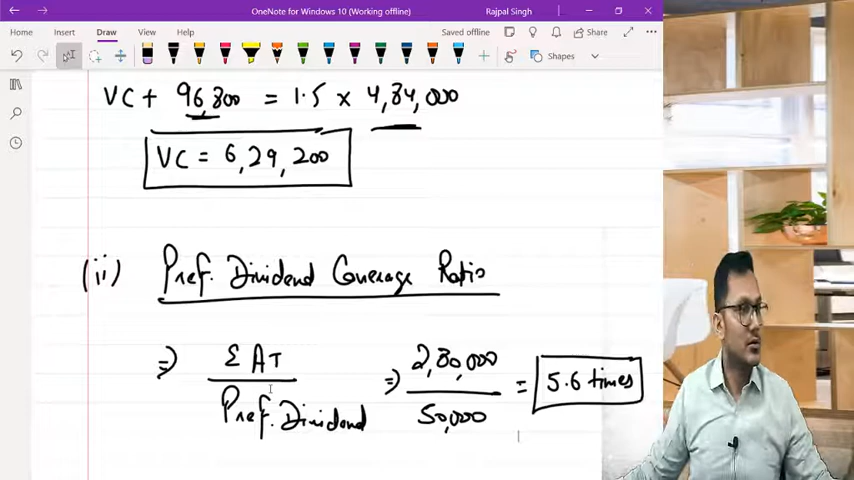 OneNote for Windows 10 (Working offline)
Rajpal Singh
Home
Insert
Draw
View
Help
Saved offline
Share
Shapes
VC + 96,800 = 1.5 x 4,84,000
VC = 6,29,200
(ii) Pref. Dividend Coverage Ratio
⇒ EAT / Pref. Dividend ⇒ 2,80,000 / 50,000 = 5.6 times